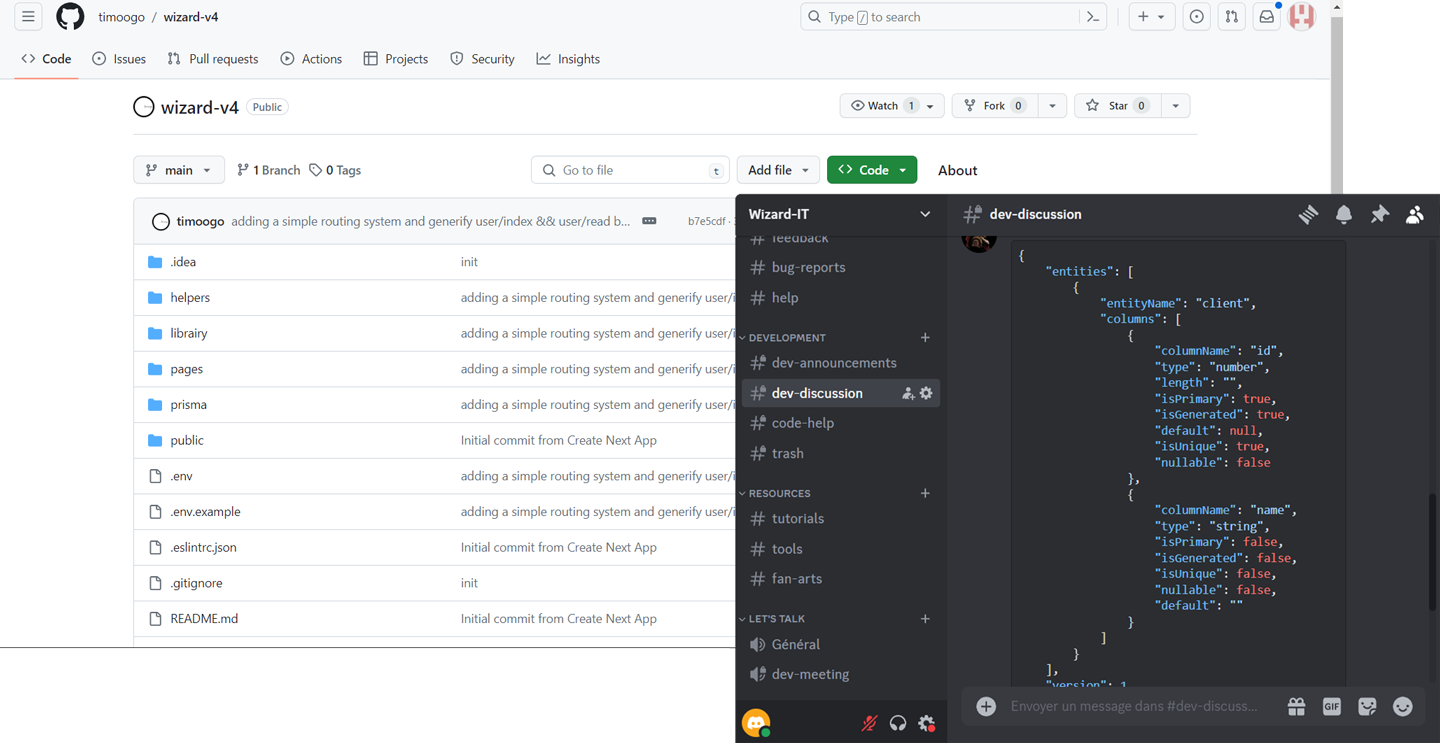 timoogo / wizard-v4
Type / to search
Code Issues Pull requests Actions Projects Security Insights
wizard-v4 Public
Watch 1 Fork 0 Star 0
main 1 Branch 0 Tags
Go to file t Add file Code About
timoogo adding a simple routing system and generify user/index && user/read b... b7e5cdf ·
.idea init
helpers adding a simple routing system and generify user/i
librairy adding a simple routing system and generify user/i
pages adding a simple routing system and generify user/i
prisma adding a simple routing system and generify user/i
public Initial commit from Create Next App
.env adding a simple routing system and generify user/i
.env.example adding a simple routing system and generify user/i
.eslintrc.json Initial commit from Create Next App
.gitignore init
README.md Initial commit from Create Next App
Wizard-IT
# feedback
# bug-reports
# help
DEVELOPMENT +
# dev-announcements
# dev-discussion
# code-help
# trash
RESOURCES +
# tutorials
# tools
# fan-arts
LET'S TALK +
Général
dev-meeting
# dev-discussion
{
"entities": [
{
"entityName": "client",
"columns": [
{
"columnName": "id",
"type": "number",
"length": "",
"isPrimary": true,
"isGenerated": true,
"default": null,
"isUnique": true,
"nullable": false
},
{
"columnName": "name",
"type": "string",
"isPrimary": false,
"isGenerated": false,
"isUnique": false,
"nullable": false,
"default": ""
}
]
}
],
"version": 1
Envoyer un message dans #dev-discuss...
GIF